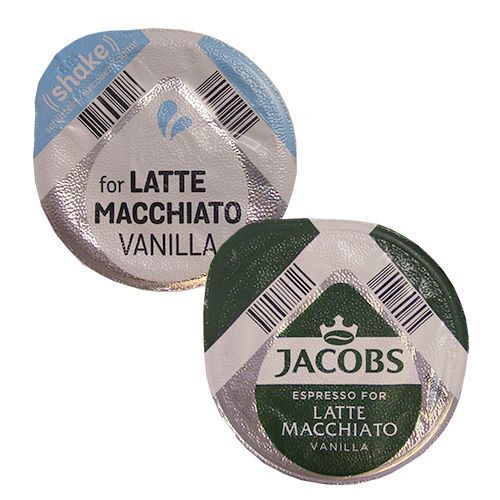 ((shake))
for LATTE
MACCHIATO
VANILLA
JACOBS
ESPRESSO FOR
LATTE
MACCHIATO
VANILLA